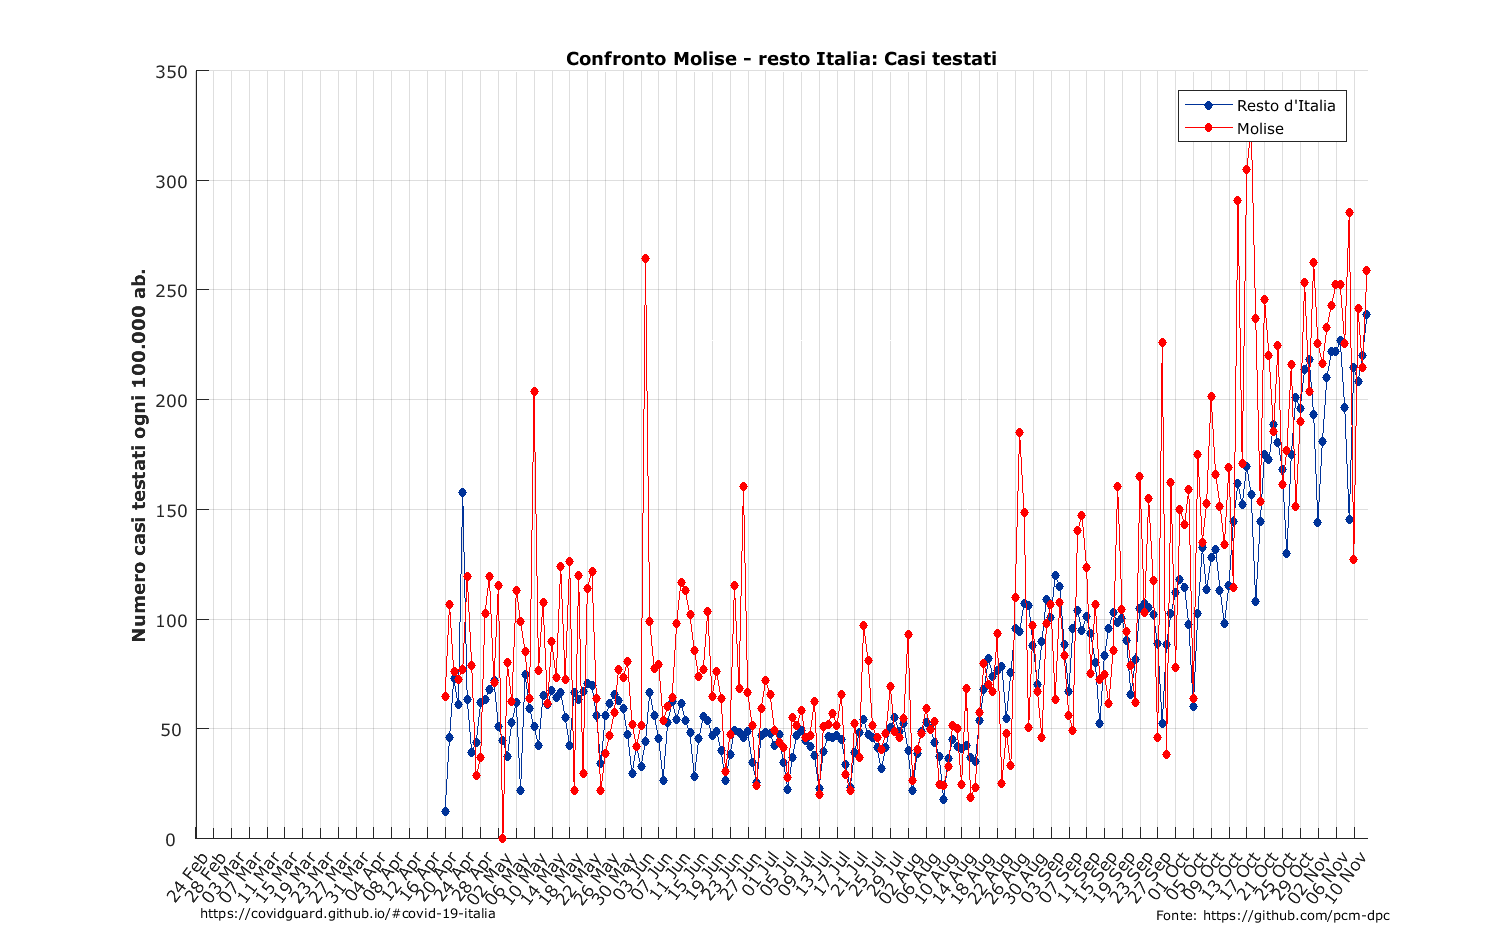 Confronto Molise - resto Italia: Casi testati
Resto d'Italia
Molise
Numero casi testati ogni 100.000 ab.
350
300
250
200
150
100
50
0
24 Feb
28 Feb
03 Mar
07 Mar
11 Mar
15 Mar
19 Mar
23 Mar
27 Mar
31 Mar
04 Apr
08 Apr
12 Apr
16 Apr
20 Apr
24 Apr
28 Apr
02 May
06 May
10 May
14 May
18 May
22 May
26 May
30 May
03 Jun
07 Jun
11 Jun
15 Jun
19 Jun
23 Jun
27 Jun
01 Jul
05 Jul
09 Jul
13 Jul
17 Jul
21 Jul
25 Jul
29 Jul
02 Aug
06 Aug
10 Aug
14 Aug
18 Aug
22 Aug
26 Aug
30 Aug
03 Sep
07 Sep
11 Sep
15 Sep
19 Sep
23 Sep
27 Sep
01 Oct
05 Oct
09 Oct
13 Oct
17 Oct
21 Oct
25 Oct
29 Oct
02 Nov
06 Nov
10 Nov
https://covidguard.github.io/#covid-19-italia
Fonte: https://github.com/pcm-dpc